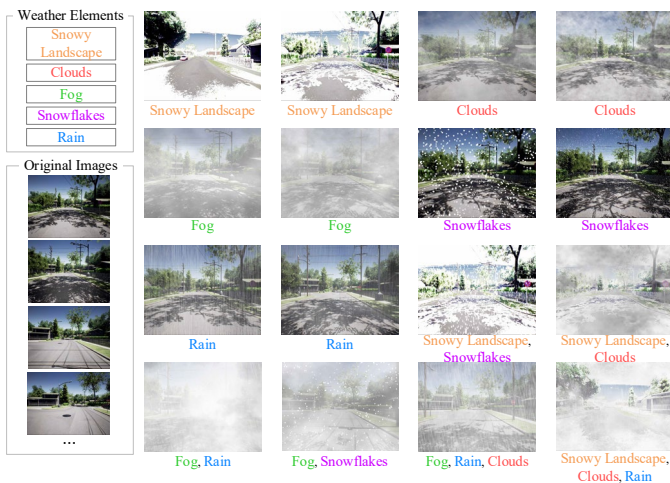 Weather Elements
Snowy
Landscape
Clouds
Fog
Snowflakes
Rain
Original Images
...
Snowy Landscape
Snowy Landscape
Clouds
Clouds
Fog
Fog
Snowflakes
Snowflakes
Rain
Rain
Snowy Landscape,
Snowflakes
Snowy Landscape,
Clouds
Fog, Rain
Fog, Snowflakes
Fog, Rain, Clouds
Snowy Landscape,
Clouds, Rain